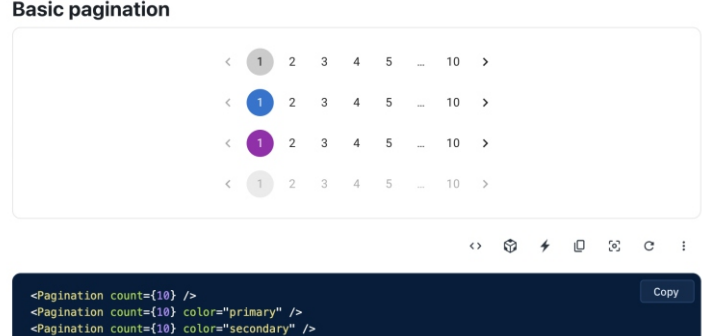 Basic pagination
1 2 3 4 5 … 10
1 2 3 4 5 … 10
1 2 3 4 5 … 10
1 2 3 4 5 … 10
Copy
<Pagination count={10} />
<Pagination count={10} color="primary" />
<Pagination count={10} color="secondary" />